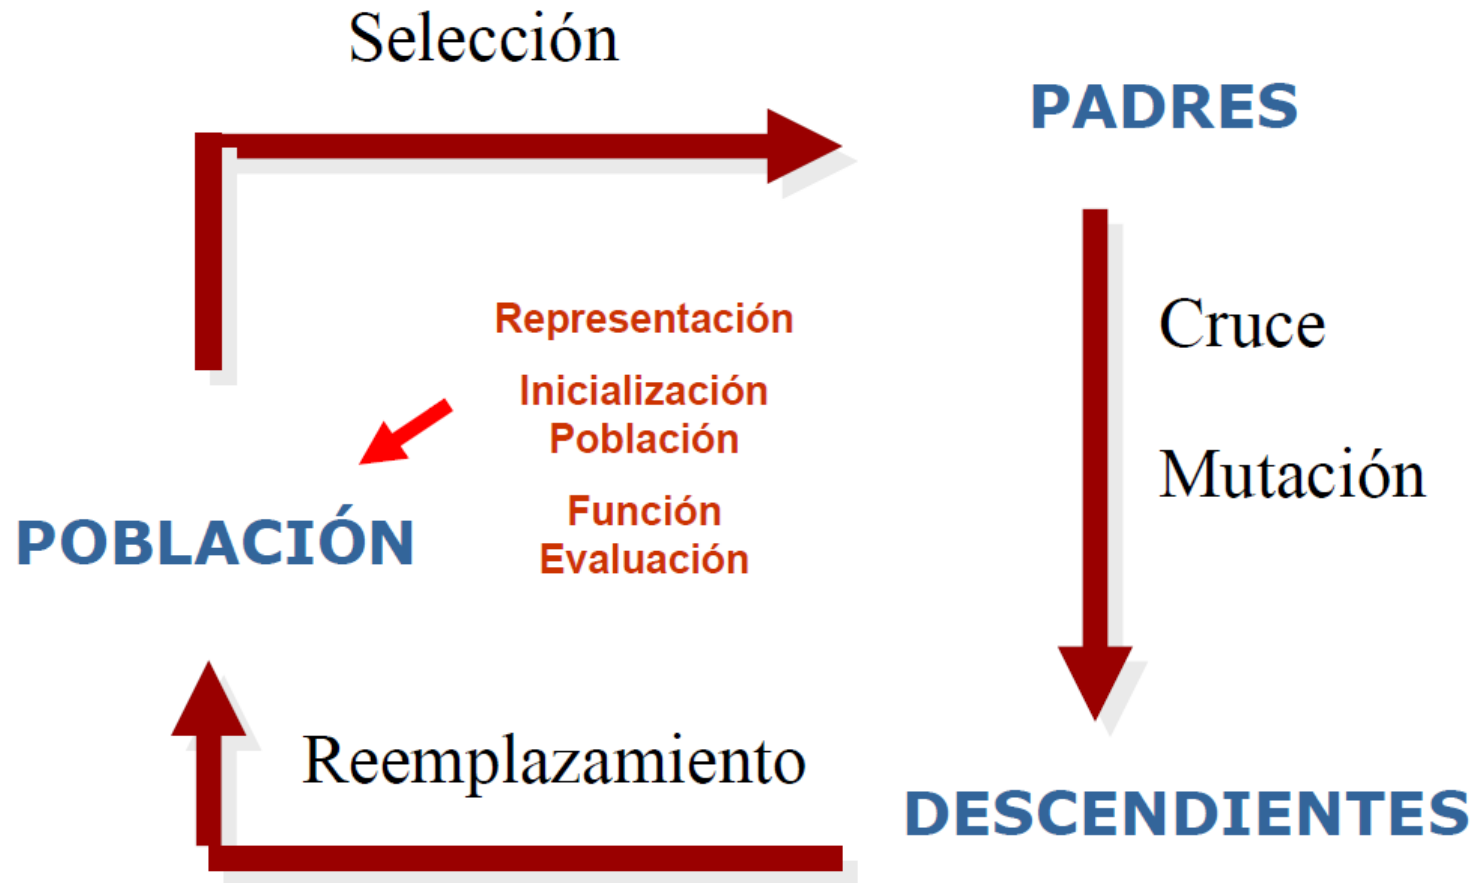 Selección
PADRES
Representación
Cruce
Inicialización
Población
Mutación
Función
POBLACIÓN
Evaluación
Reemplazamiento
DESCENDIENTES